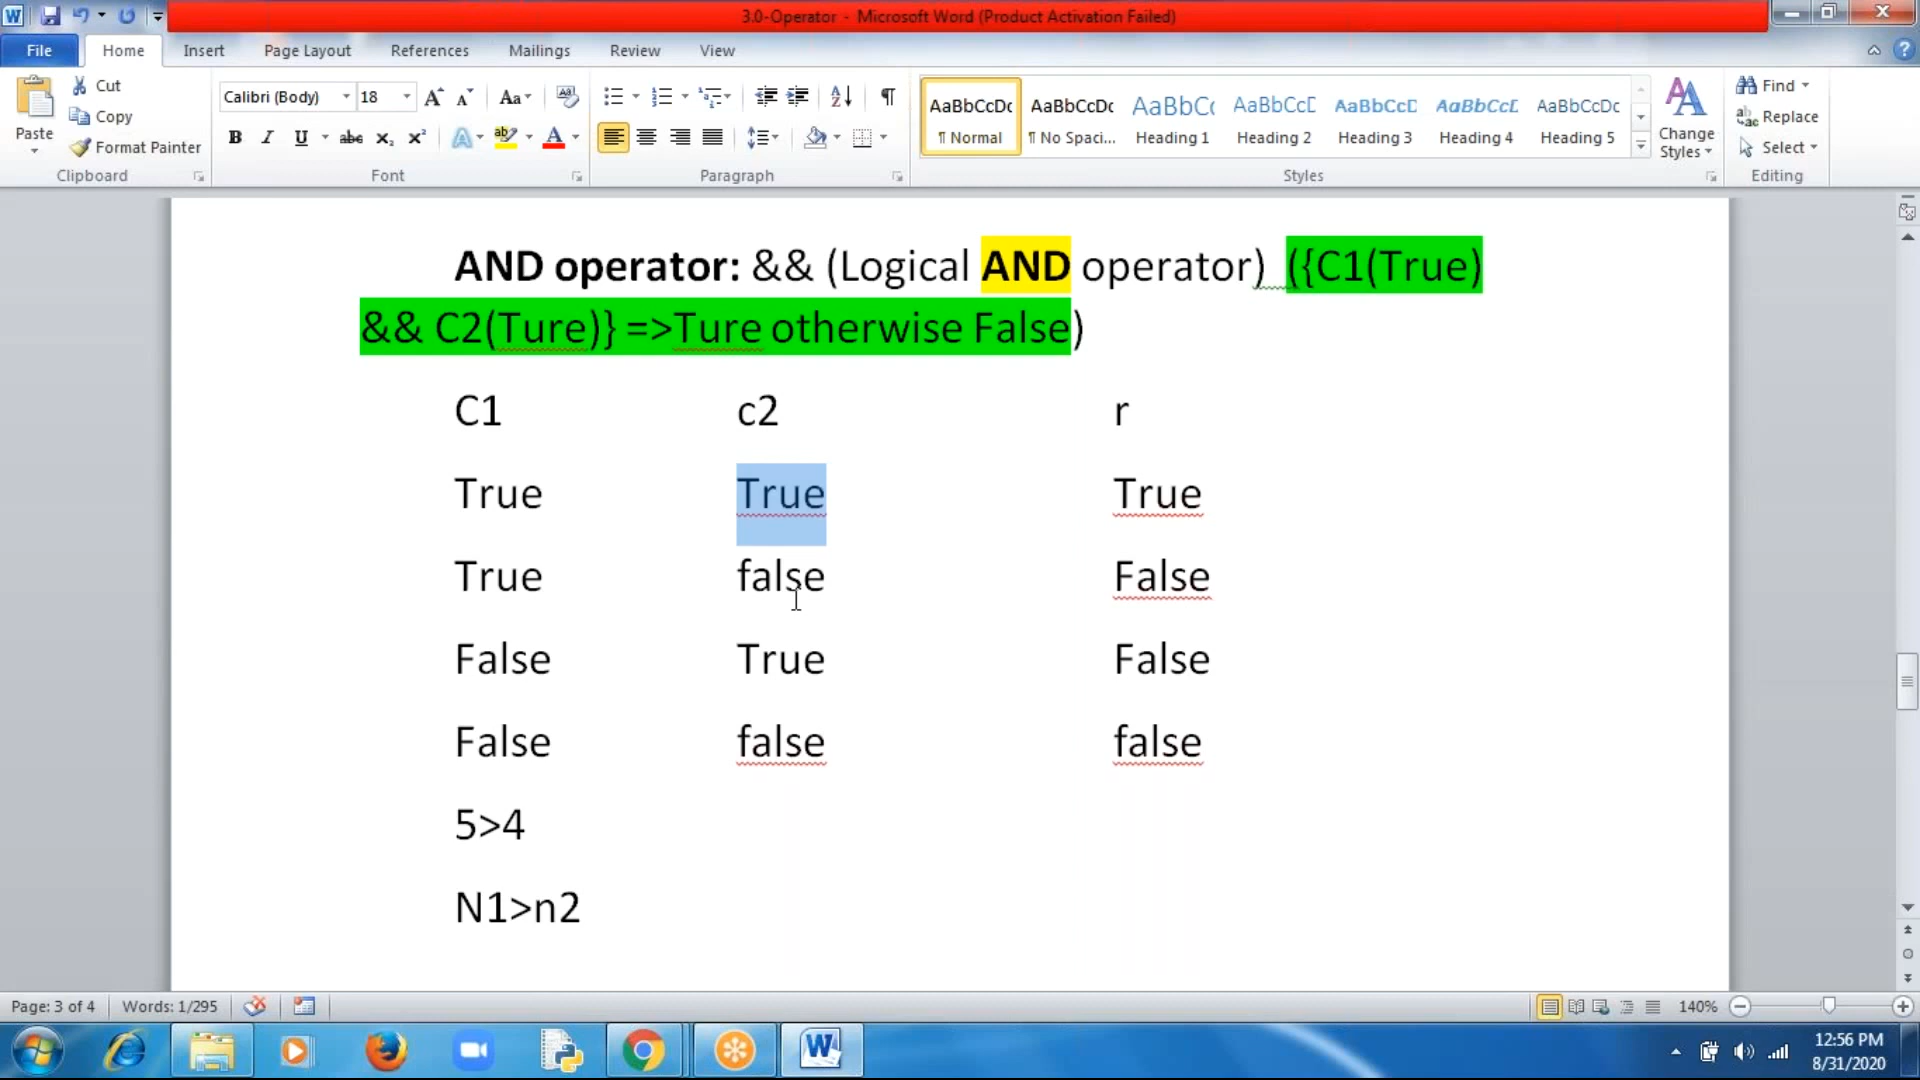 3.0-Operator - Microsoft Word (Product Activation Failed)
File Home Insert Page Layout References Mailings Review View
Paste Cut Copy Format Painter
Calibri (Body) 18
AaBbCcDc AaBbCcDc AaBbC( AaBbCcD AaBbCcD AaBbCcD AaBbCcDc
¶ Normal ¶ No Spaci... Heading 1 Heading 2 Heading 3 Heading 4 Heading 5
Change Styles
Find
Replace
Select
Clipboard Font Paragraph Styles Editing
AND operator: && (Logical AND operator) ({C1(True)
&& C2(Ture)} =>Ture otherwise False)
C1 c2 r
True True True
True false False
False True False
False false false
5>4
N1>n2
Page: 3 of 4 Words: 1/295 140%
12:56 PM
8/31/2020